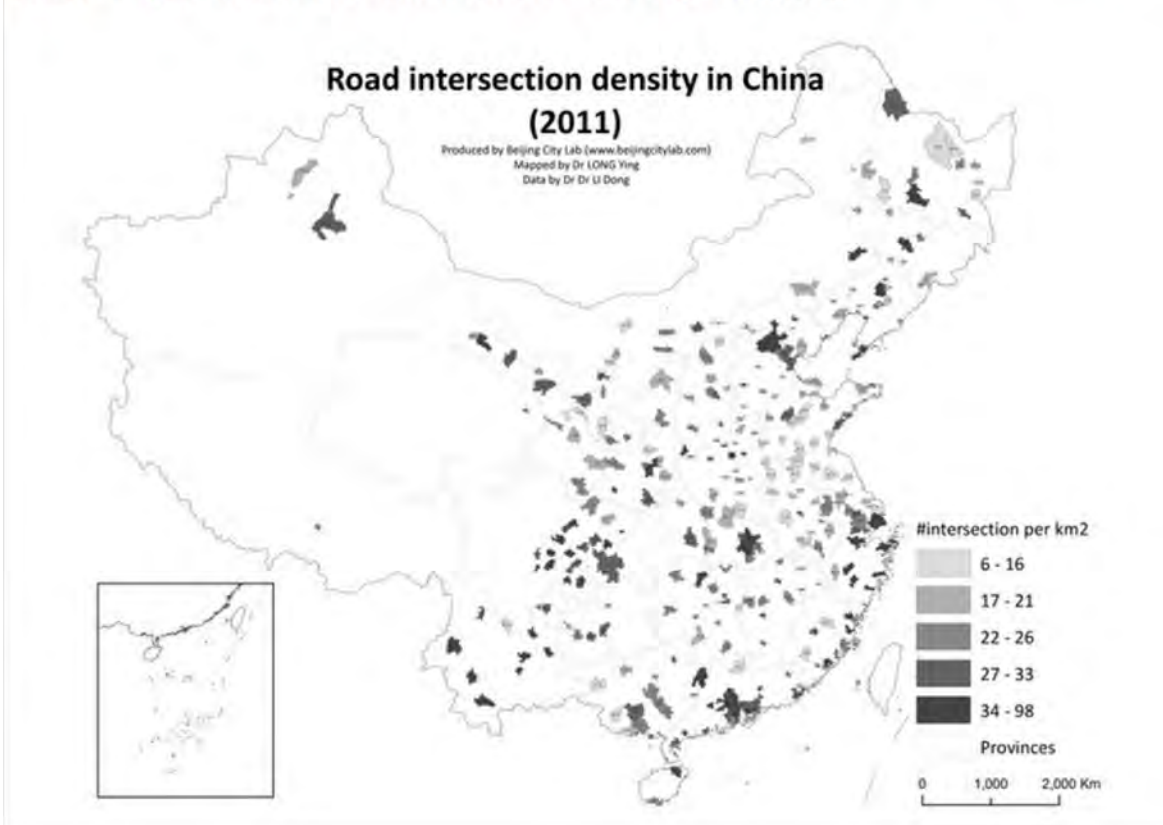 Road intersection density in China
(2011)
Produced by Beijing City Lab (www.beijingcitylab.com)
Mapped by Dr LONG Ying
Data by Dr Dr LI Dong
#intersection per km2
6 - 16
17 - 21
22 - 26
27 - 33
34 - 98
Provinces
0 1,000 2,000 Km